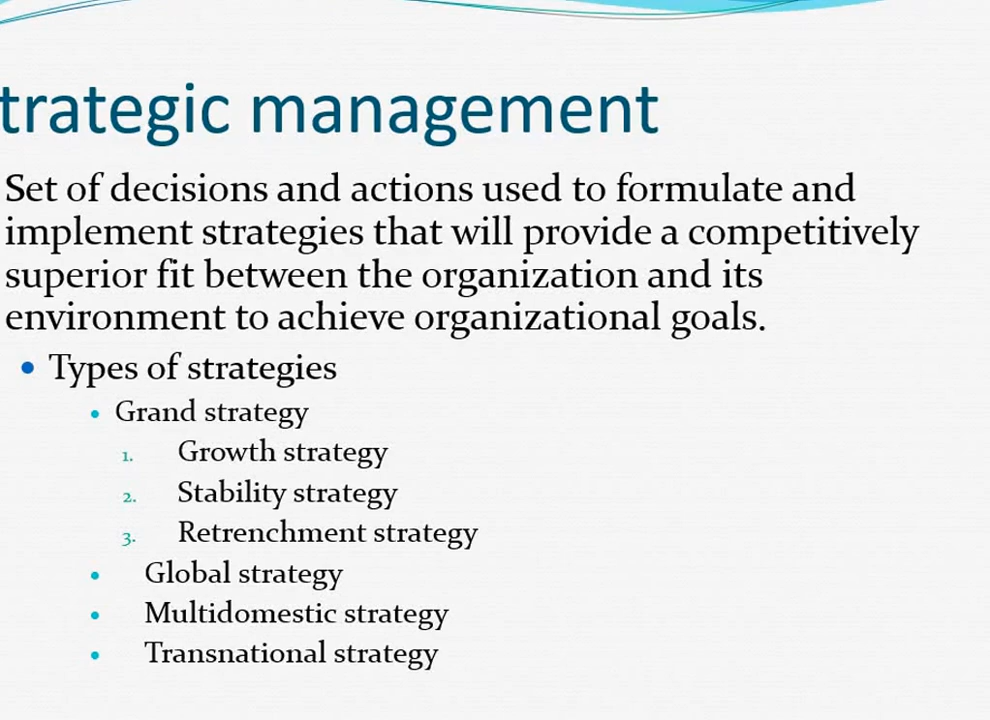 trategic management
Set of decisions and actions used to formulate and
implement strategies that will provide a competitively
superior fit between the organization and its
environment to achieve organizational goals.
• Types of strategies
• Grand strategy
1. Growth strategy
2. Stability strategy
3. Retrenchment strategy
• Global strategy
• Multidomestic strategy
• Transnational strategy